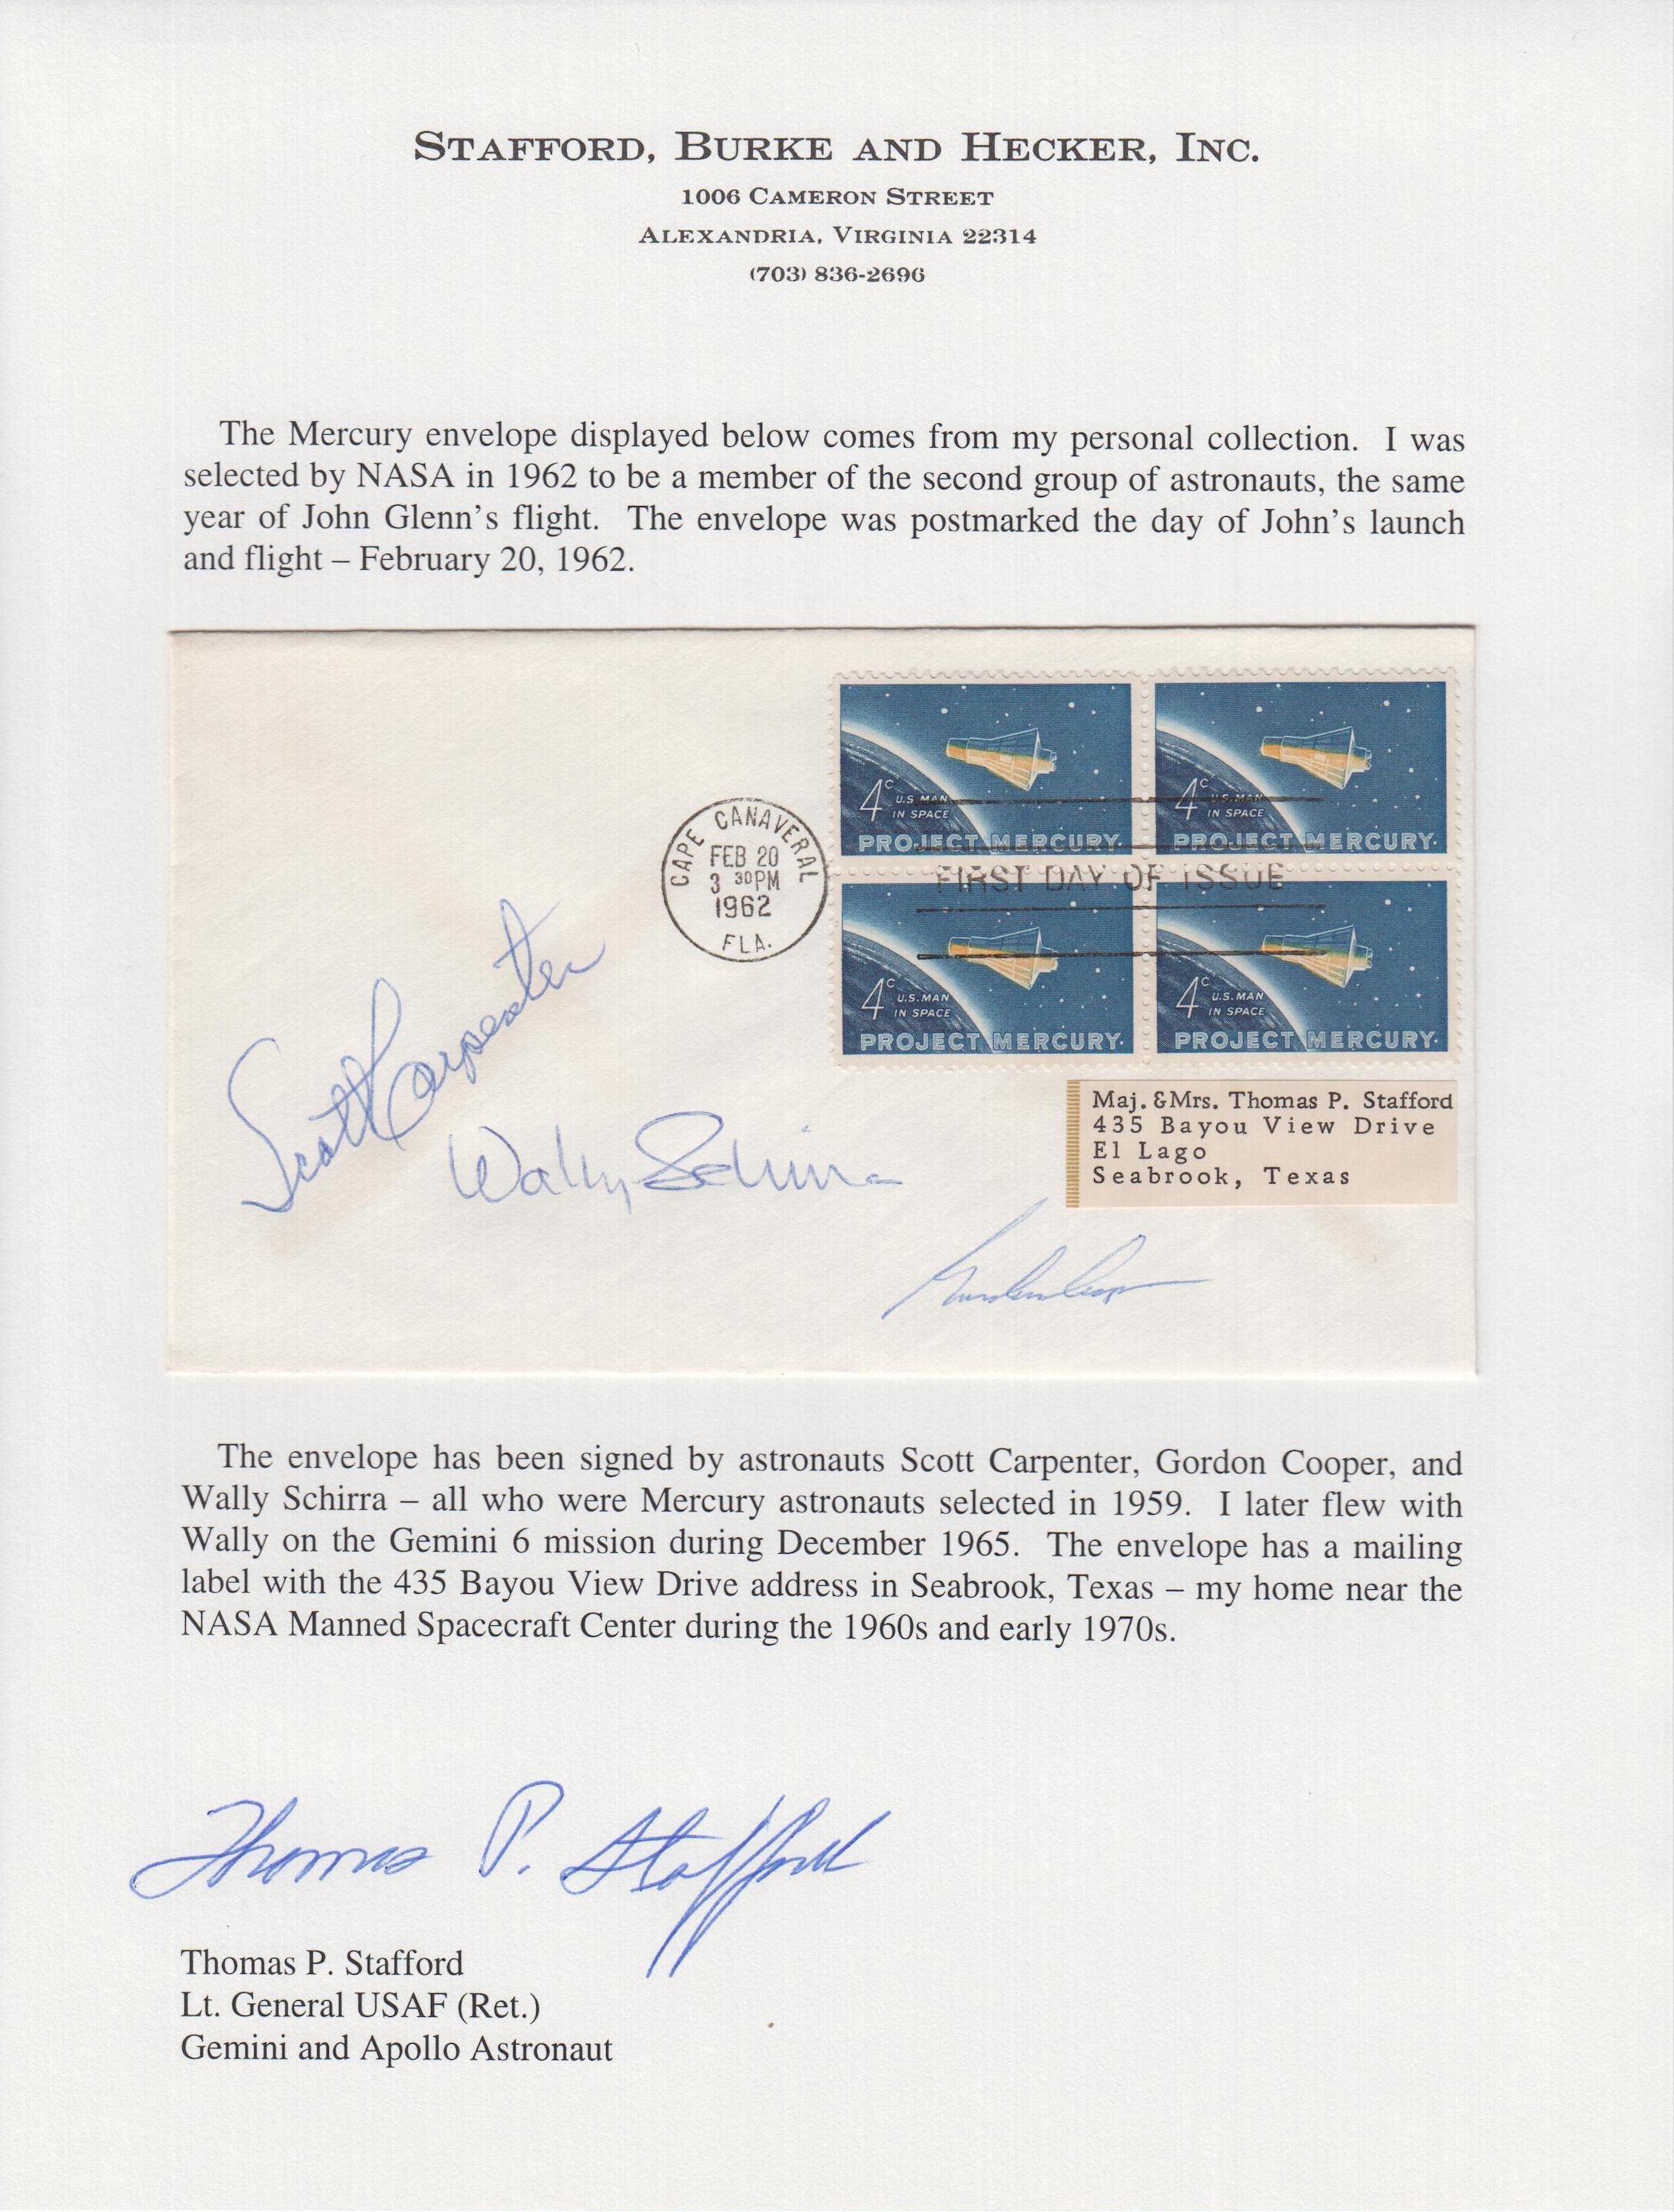 STAFFORD, BURKE AND HECKER, INC.
1006 CAMERON STREET
ALEXANDRIA, VIRGINIA 22314
(703) 836-2696
The Mercury envelope displayed below comes from my personal collection. I was
selected by NASA in 1962 to be a member of the second group of astronauts, the same
year of John Glenn's flight. The envelope was postmarked the day of John's launch
and flight – February 20, 1962.
CAPE CANAVERAL
FEB 20
3 30PM
1962
FLA.
4c U.S. MAN
IN SPACE
PROJECT MERCURY.
4c U.S. MAN
IN SPACE
PROJECT MERCURY.
FIRST DAY OF ISSUE
4c U.S. MAN
IN SPACE
PROJECT MERCURY.
4c U.S. MAN
IN SPACE
PROJECT MERCURY.
Scott Carpenter
Wally Schirra
Maj. &Mrs. Thomas P. Stafford
435 Bayou View Drive
El Lago
Seabrook, Texas
Gordon Cooper
The envelope has been signed by astronauts Scott Carpenter, Gordon Cooper, and
Wally Schirra – all who were Mercury astronauts selected in 1959. I later flew with
Wally on the Gemini 6 mission during December 1965. The envelope has a mailing
label with the 435 Bayou View Drive address in Seabrook, Texas – my home near the
NASA Manned Spacecraft Center during the 1960s and early 1970s.
Thomas P. Stafford
Thomas P. Stafford
Lt. General USAF (Ret.)
Gemini and Apollo Astronaut